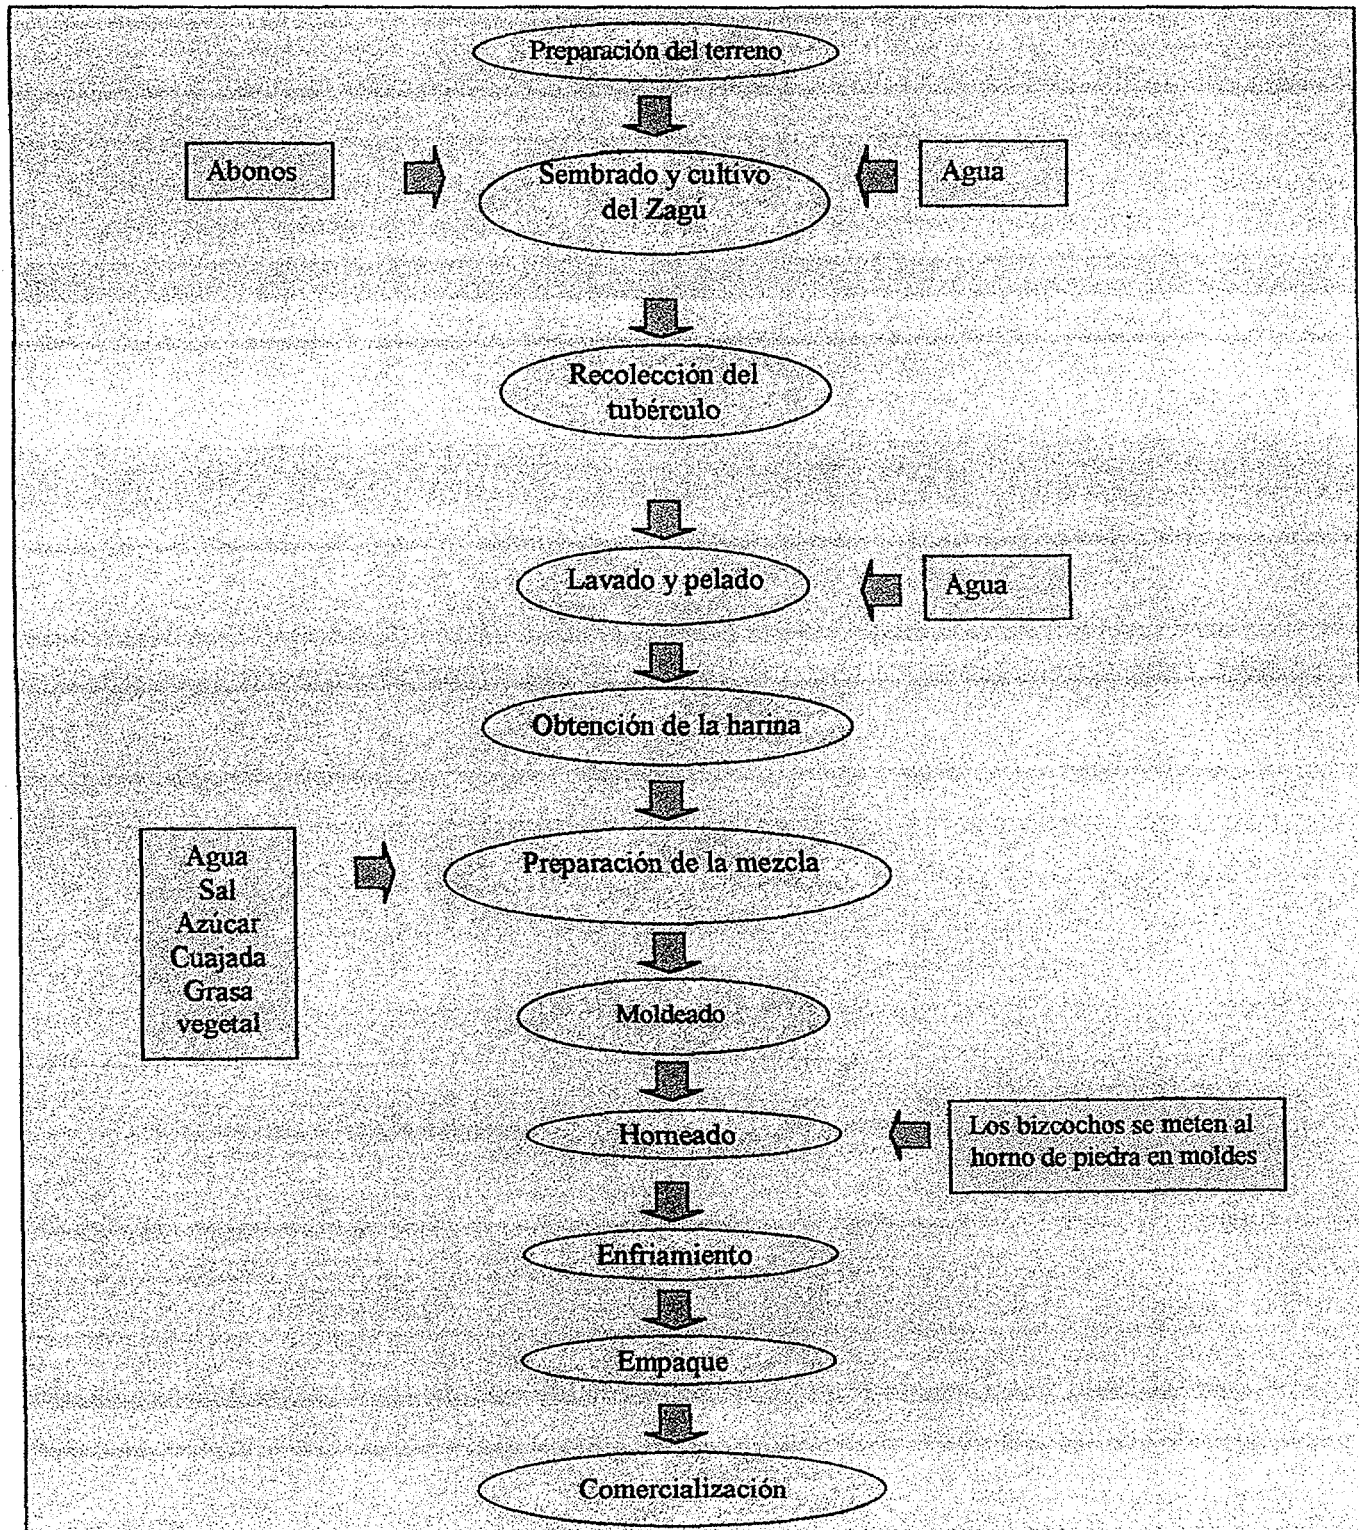 Preparación del terreno
Abonos
Sembrado y cultivo
del Zagú
Agua
Recolección del
tubérculo
Lavado y pelado
Agua
Obtención de la harina
Agua
Sal
Azúcar
Cuajada
Grasa
vegetal
Preparación de la mezcla
Moldeado
Horneado
Los bizcochos se meten al
horno de piedra en moldes
Enfriamiento
Empaque
Comercialización